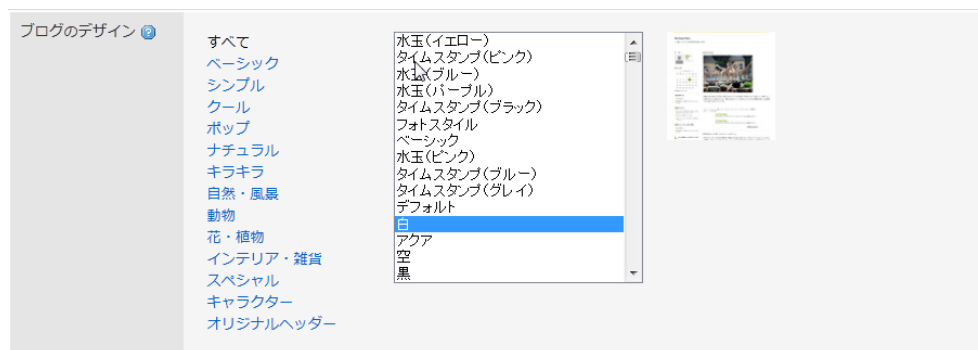 ブログのデザイン
すべて
ベーシック
シンプル
クール
ポップ
ナチュラル
キラキラ
自然・風景
動物
花・植物
インテリア・雑貨
スペシャル
キャラクター
オリジナルヘッダー
水玉(イエロー)
タイムスタンプ(ピンク)
水玉(ブルー)
水玉(パープル)
タイムスタンプ(ブラック)
フォトスタイル
ベーシック
水玉(ピンク)
タイムスタンプ(ブルー)
タイムスタンプ(グレイ)
デフォルト
白
アクア
空
黒